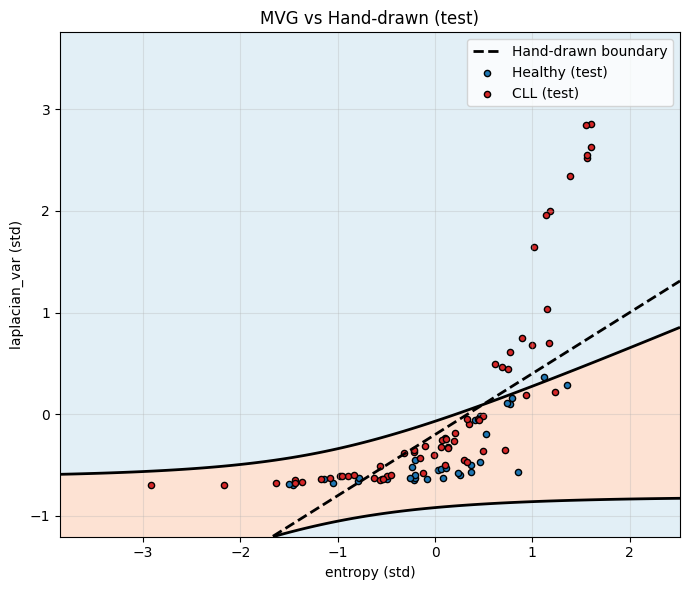 MVG vs Hand-drawn (test)
Hand-drawn boundary
Healthy (test)
CLL (test)
3
2
1
0
−1
laplacian_var (std)
−3 −2 −1 0 1 2
entropy (std)